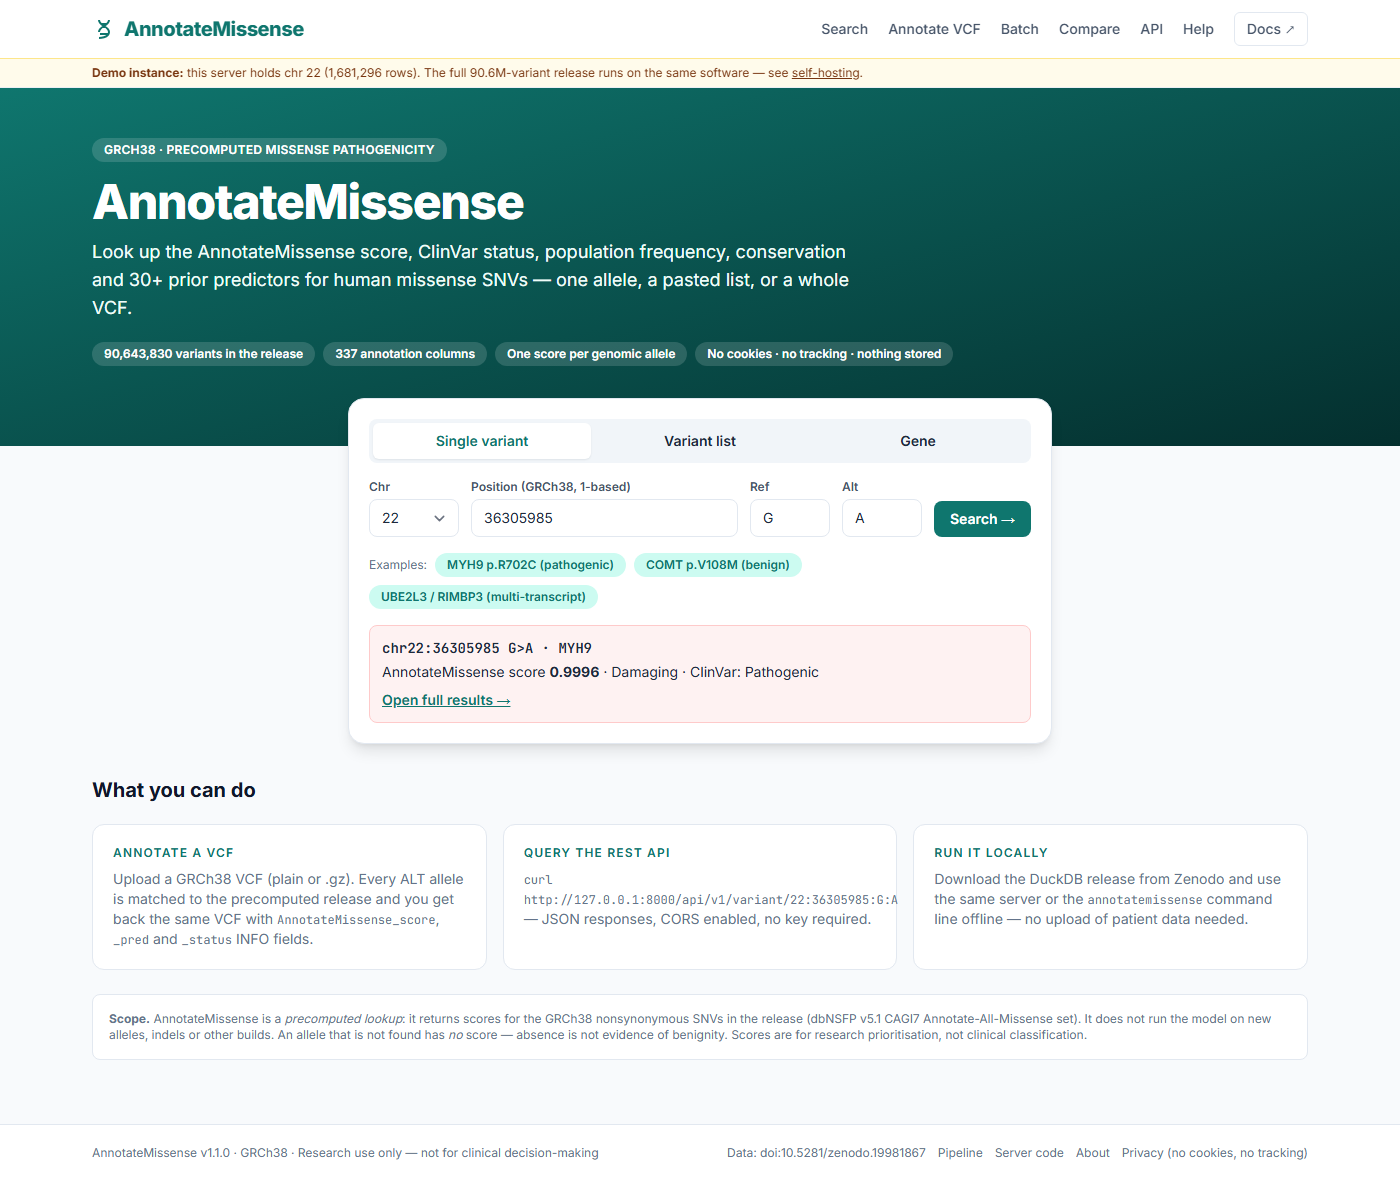 AnnotateMissense
Search Annotate VCF Batch Compare API Help Docs ↗
Demo instance: this server holds chr 22 (1,681,296 rows). The full 90.6M-variant release runs on the same software — see self-hosting.
GRCH38 · PRECOMPUTED MISSENSE PATHOGENICITY
AnnotateMissense
Look up the AnnotateMissense score, ClinVar status, population frequency, conservation
and 30+ prior predictors for human missense SNVs — one allele, a pasted list, or a whole
VCF.
90,643,830 variants in the release 337 annotation columns One score per genomic allele No cookies · no tracking · nothing stored
Single variant Variant list Gene
Chr Position (GRCh38, 1-based) Ref Alt
22 36305985 G A Search →
Examples: MYH9 p.R702C (pathogenic) COMT p.V108M (benign)
UBE2L3 / RIMBP3 (multi-transcript)
chr22:36305985 G>A · MYH9
AnnotateMissense score 0.9996 · Damaging · ClinVar: Pathogenic
Open full results →
What you can do
ANNOTATE A VCF
Upload a GRCh38 VCF (plain or .gz). Every ALT allele
is matched to the precomputed release and you get
back the same VCF with AnnotateMissense_score,
_pred and _status INFO fields.
QUERY THE REST API
curl
http://127.0.0.1:8000/api/v1/variant/22:36305985:G:A
— JSON responses, CORS enabled, no key required.
RUN IT LOCALLY
Download the DuckDB release from Zenodo and use
the same server or the annotatemissense command
line offline — no upload of patient data needed.
Scope. AnnotateMissense is a precomputed lookup: it returns scores for the GRCh38 nonsynonymous SNVs in the release (dbNSFP v5.1 CAGI7 Annotate-All-Missense set). It does not run the model on new
alleles, indels or other builds. An allele that is not found has no score — absence is not evidence of benignity. Scores are for research prioritisation, not clinical classification.
AnnotateMissense v1.1.0 · GRCh38 · Research use only — not for clinical decision-making
Data: doi:10.5281/zenodo.19981867 Pipeline Server code About Privacy (no cookies, no tracking)